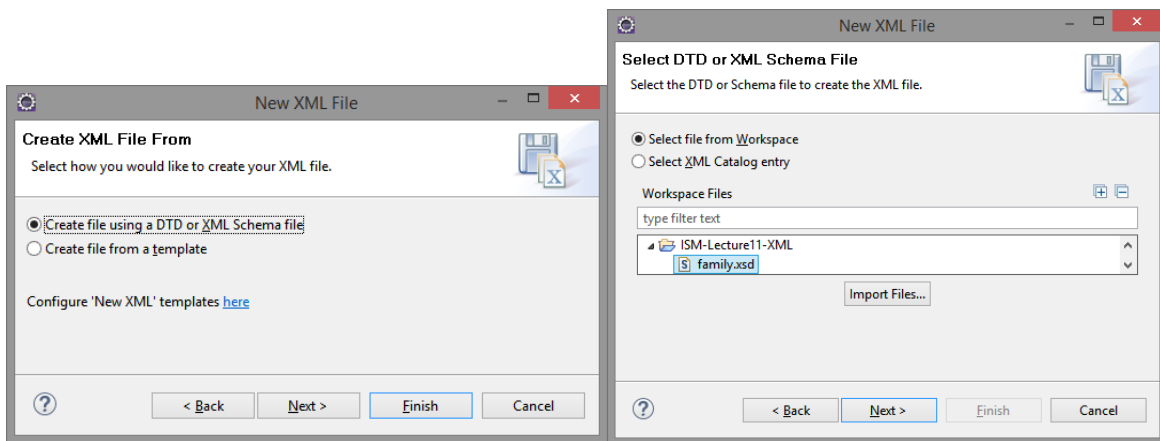 New XML File
Create XML File From
Select how you would like to create your XML file.
Create file using a DTD or XML Schema file
Create file from a template
Configure 'New XML' templates here
? < Back Next > Finish Cancel
New XML File
Select DTD or XML Schema File
Select the DTD or Schema file to create the XML file.
Select file from Workspace
Select XML Catalog entry
Workspace Files
type filter text
ISM-Lecture11-XML
S family.xsd
Import Files...
? < Back Next > Finish Cancel